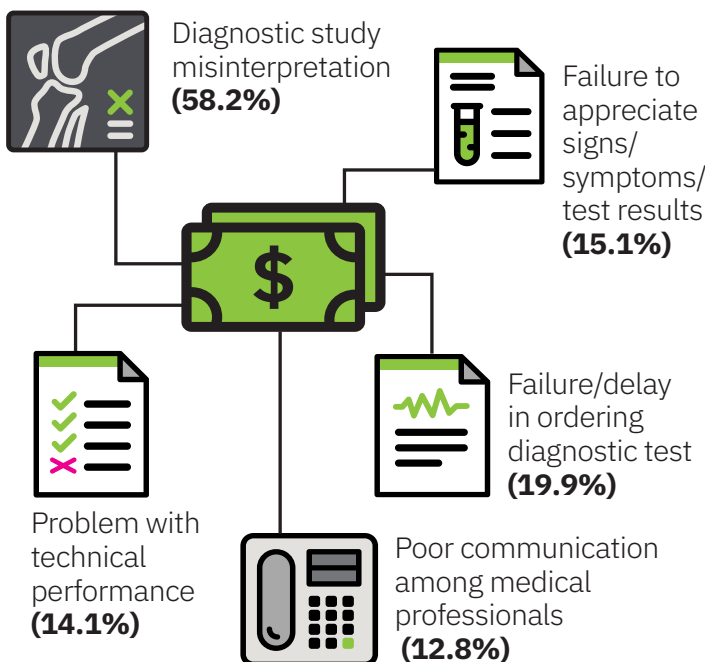 Diagnostic study
misinterpretation
(58.2%)
Failure to
appreciate
signs/
symptoms/
test results
(15.1%)
$
Failure/delay
in ordering
diagnostic test
(19.9%)
Problem with
technical
performance
(14.1%)
Poor communication
among medical
professionals
(12.8%)